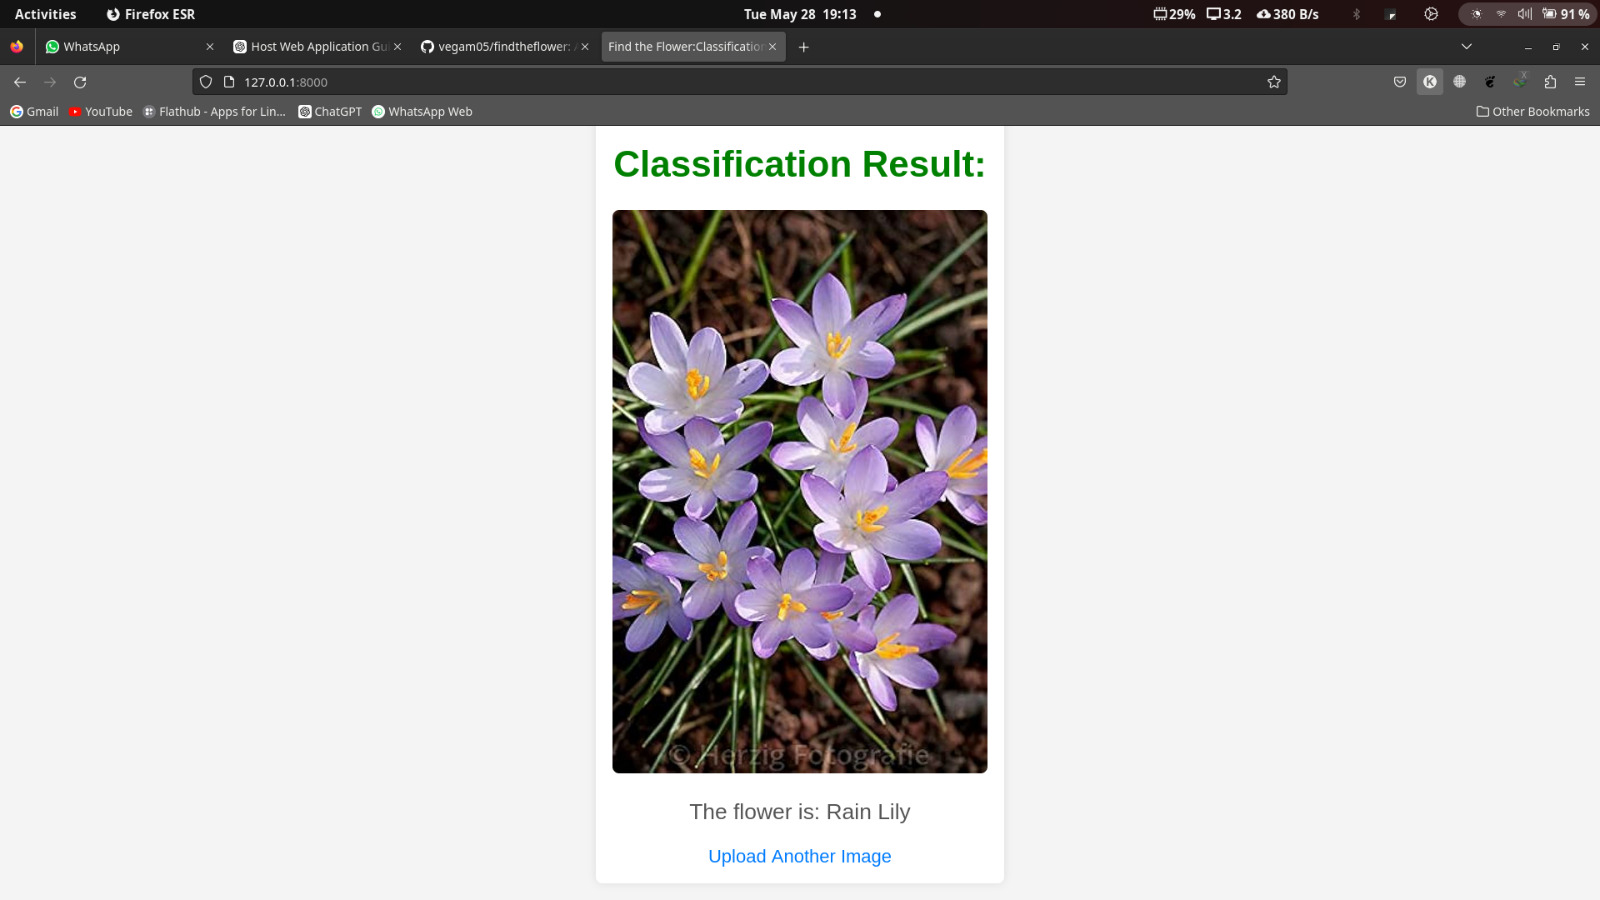 Activities Firefox ESR Tue May 28 19:13 29% 3.2 380 B/s 91 %
WhatsApp Host Web Application Gu vegam05/findtheflower: Find the Flower:Classification
127.0.0.1:8000
Gmail YouTube Flathub - Apps for Lin... ChatGPT WhatsApp Web Other Bookmarks
Classification Result:
© Herzig Fotografie
The flower is: Rain Lily
Upload Another Image